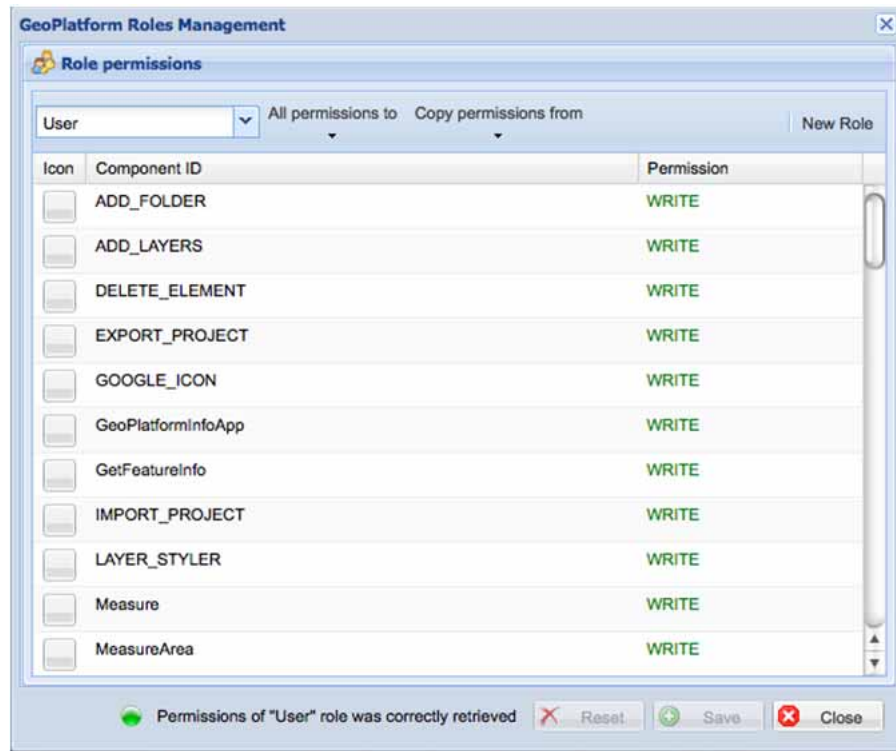 GeoPlatform Roles Management
Role permissions
User All permissions to Copy permissions from New Role
Icon Component ID Permission
ADD_FOLDER WRITE
ADD_LAYERS WRITE
DELETE_ELEMENT WRITE
EXPORT_PROJECT WRITE
GOOGLE_ICON WRITE
GeoPlatformInfoApp WRITE
GetFeatureInfo WRITE
IMPORT_PROJECT WRITE
LAYER_STYLER WRITE
Measure WRITE
MeasureArea WRITE
Permissions of "User" role was correctly retrieved Reset Save Close